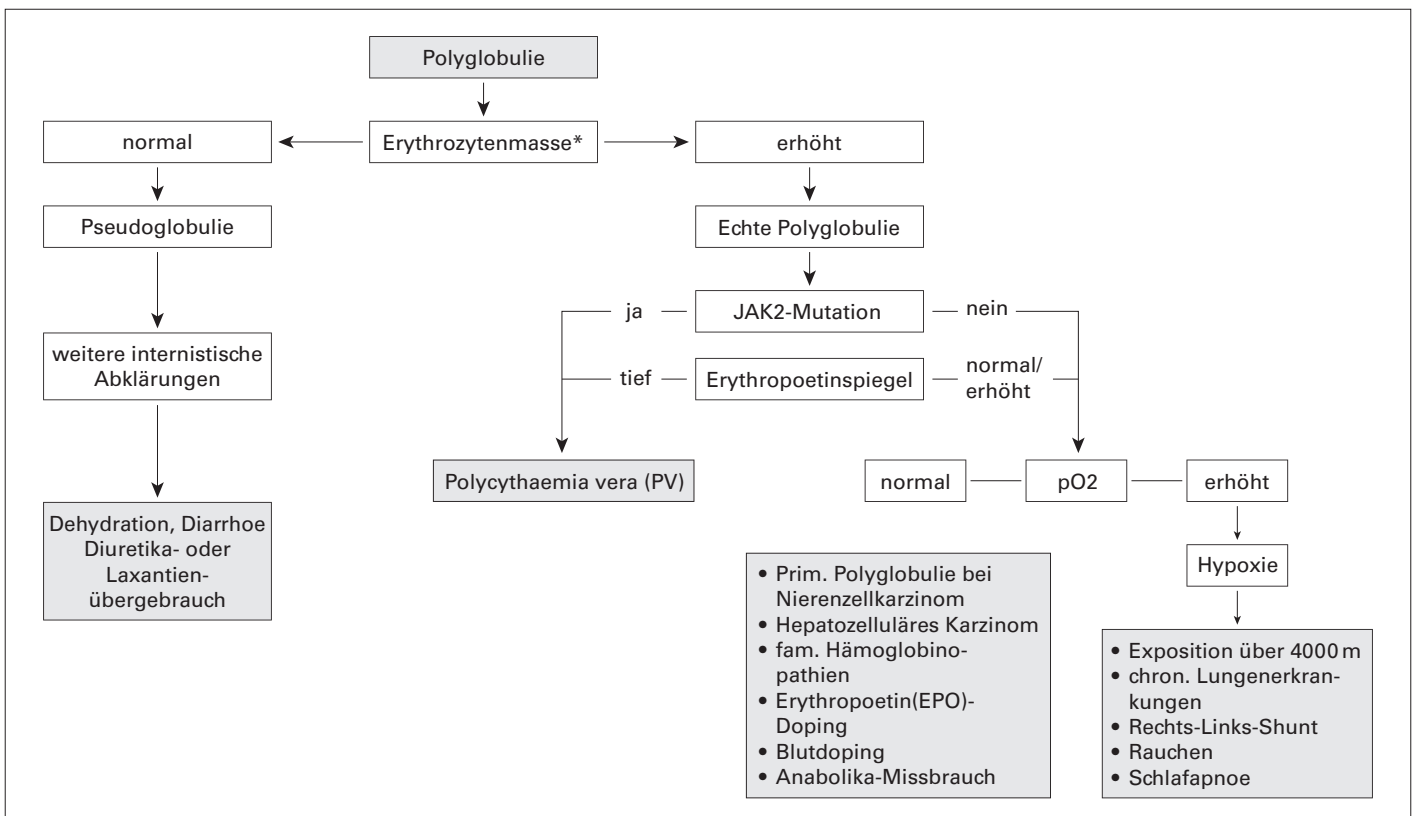 Polyglobulie
normal
Erythrozytenmasse*
erhöht
Pseudoglobulie
Echte Polyglobulie
ja
JAK2-Mutation
nein
weitere internistische
Abklärungen
tief
Erythropoetinspiegel
normal/
erhöht
Polycythaemia vera (PV)
normal
pO2
erhöht
Dehydration, Diarrhoe
Diuretika- oder
Laxantien-
übergebrauch
Hypoxie
• Prim. Polyglobulie bei
Nierenzellkarzinom
• Hepatozelluläres Karzinom
• fam. Hämoglobino-
pathien
• Erythropoetin(EPO)-
Doping
• Blutdoping
• Anabolika-Missbrauch
• Exposition über 4000 m
• chron. Lungenerkran-
kungen
• Rechts-Links-Shunt
• Rauchen
• Schlafapnoe